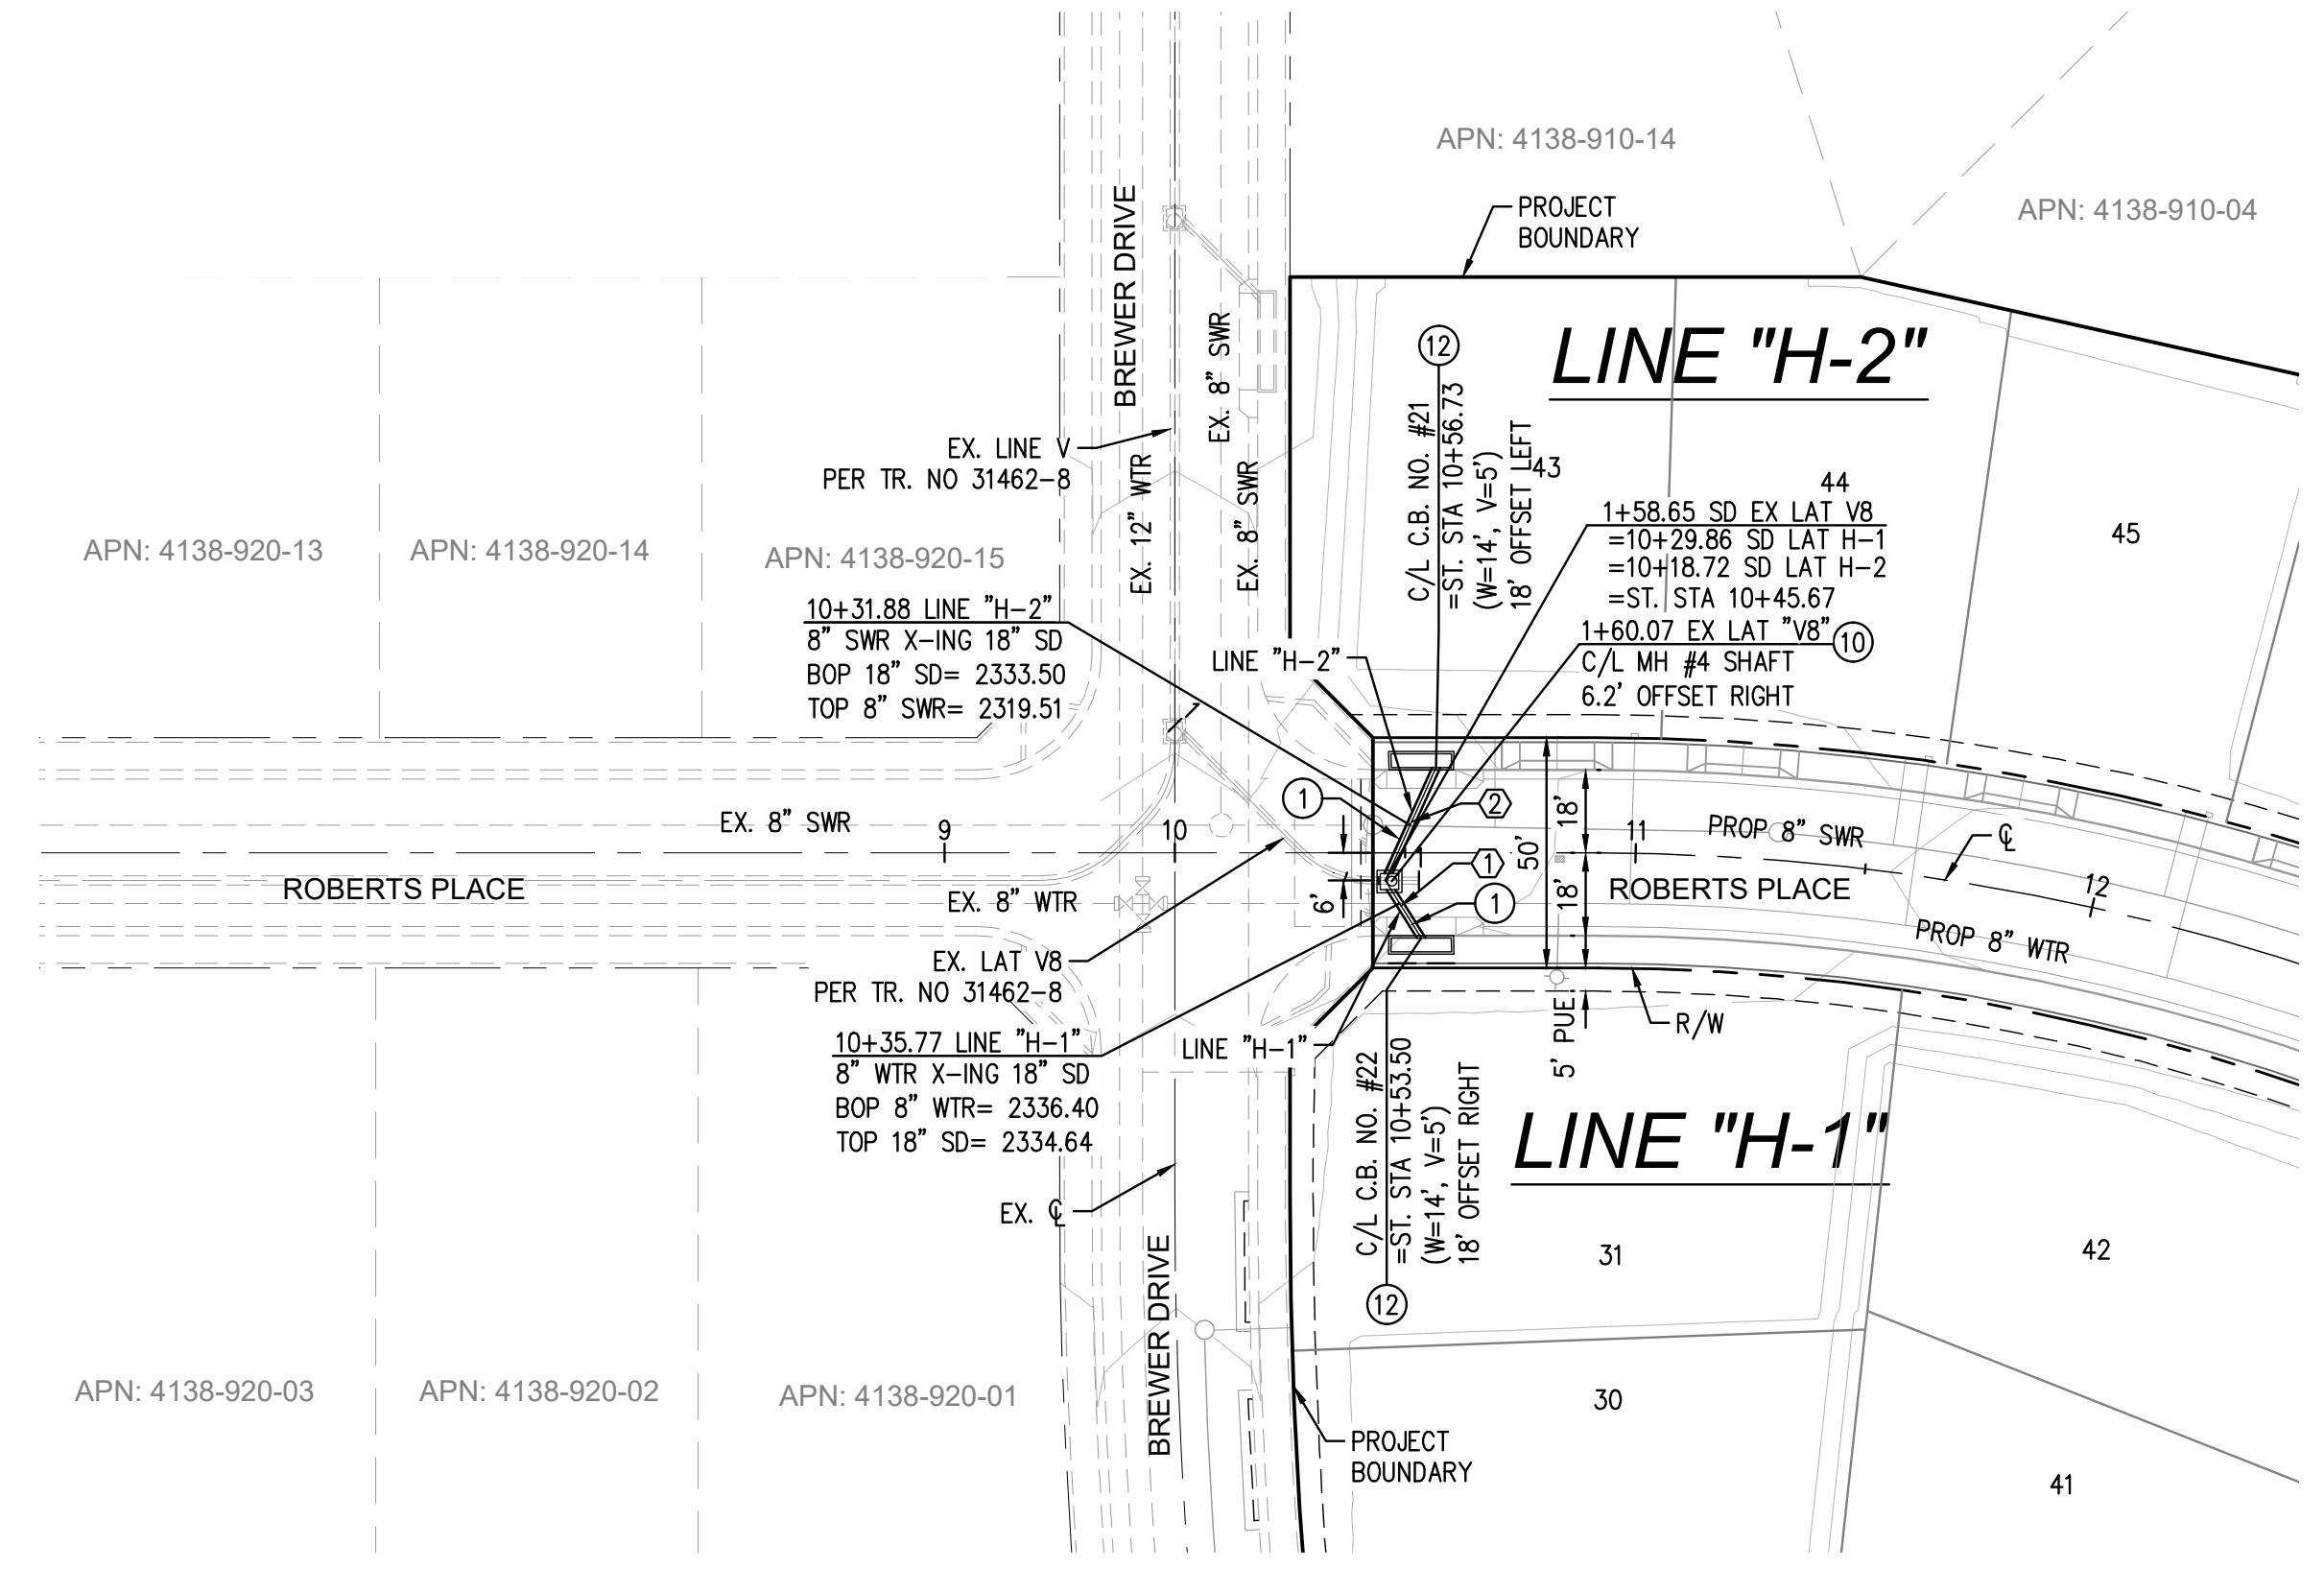 APN: 4138-910-14
APN: 4138-910-04
PROJECT
BOUNDARY
BREWER DRIVE
EX. 8" SWR
LINE "H-2"
12
C/L C.B. NO. #21
=ST. STA 10+56.73
(W=14', V=5')
18' OFFSET LEFT
43
44
45
EX. LINE V
PER TR. NO 31462-8
EX. 12" WTR
EX. 8" SWR
APN: 4138-920-13
APN: 4138-920-14
APN: 4138-920-15
1+58.65 SD EX LAT V8
=10+29.86 SD LAT H-1
=10+18.72 SD LAT H-2
=ST. STA 10+45.67
1+60.07 EX LAT "V8"
10
C/L MH #4 SHAFT
6.2' OFFSET RIGHT
10+31.88 LINE "H-2"
8" SWR X-ING 18" SD
BOP 18" SD= 2333.50
TOP 8" SWR= 2319.51
LINE "H-2"
1
2
1
1
EX. 8" SWR
9
10
11
12
50'
18'
18'
6'
PROP 8" SWR
℄
ROBERTS PLACE
ROBERTS PLACE
EX. 8" WTR
PROP 8" WTR
EX. LAT V8
PER TR. NO 31462-8
10+35.77 LINE "H-1"
8" WTR X-ING 18" SD
BOP 8" WTR= 2336.40
TOP 18" SD= 2334.64
LINE "H-1"
5' PUE
R/W
C/L C.B. NO. #22
=ST. STA 10+53.50
(W=14', V=5')
18' OFFSET RIGHT
12
LINE "H-1"
EX. ℄
BREWER DRIVE
31
42
30
41
APN: 4138-920-03
APN: 4138-920-02
APN: 4138-920-01
PROJECT
BOUNDARY